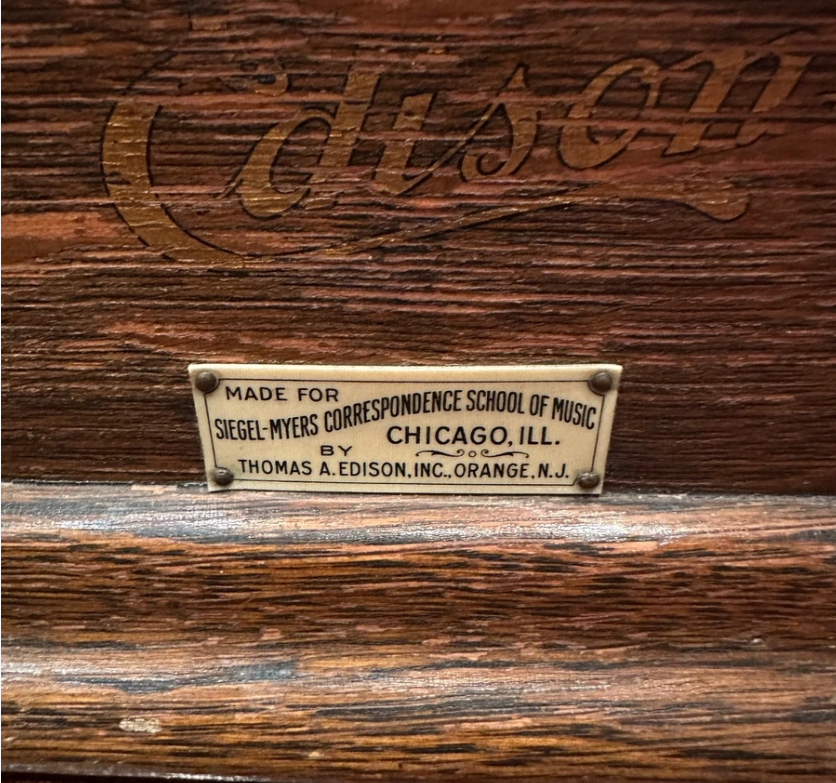 Edison
MADE FOR
SIEGEL-MYERS CORRESPONDENCE SCHOOL OF MUSIC
CHICAGO, ILL.
BY
THOMAS A. EDISON, INC., ORANGE, N.J.